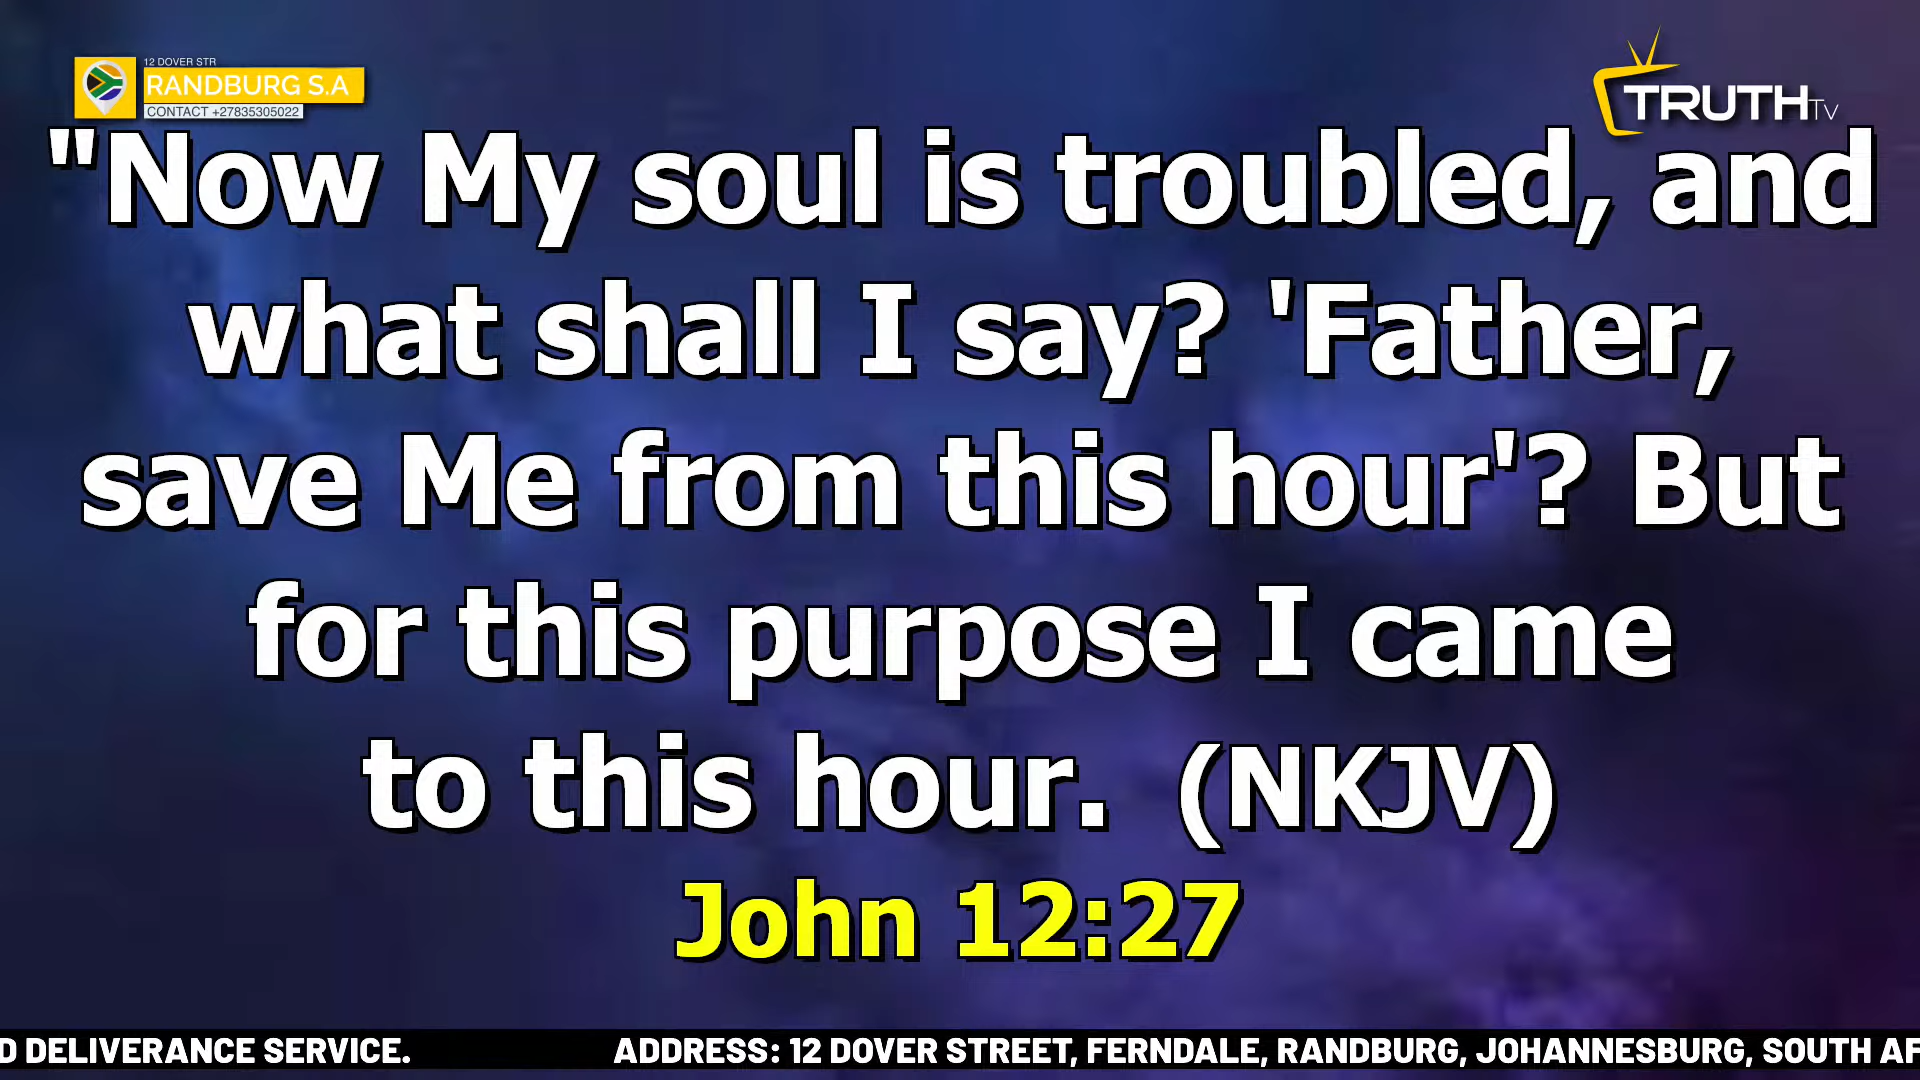 12 DOVER STR
RANDBURG S.A
CONTACT +27835305022
TRUTH TV
"Now My soul is troubled, and
what shall I say? 'Father,
save Me from this hour'? But
for this purpose I came
to this hour. (NKJV)
John 12:27
D DELIVERANCE SERVICE. ADDRESS: 12 DOVER STREET, FERNDALE, RANDBURG, JOHANNESBURG, SOUTH AF